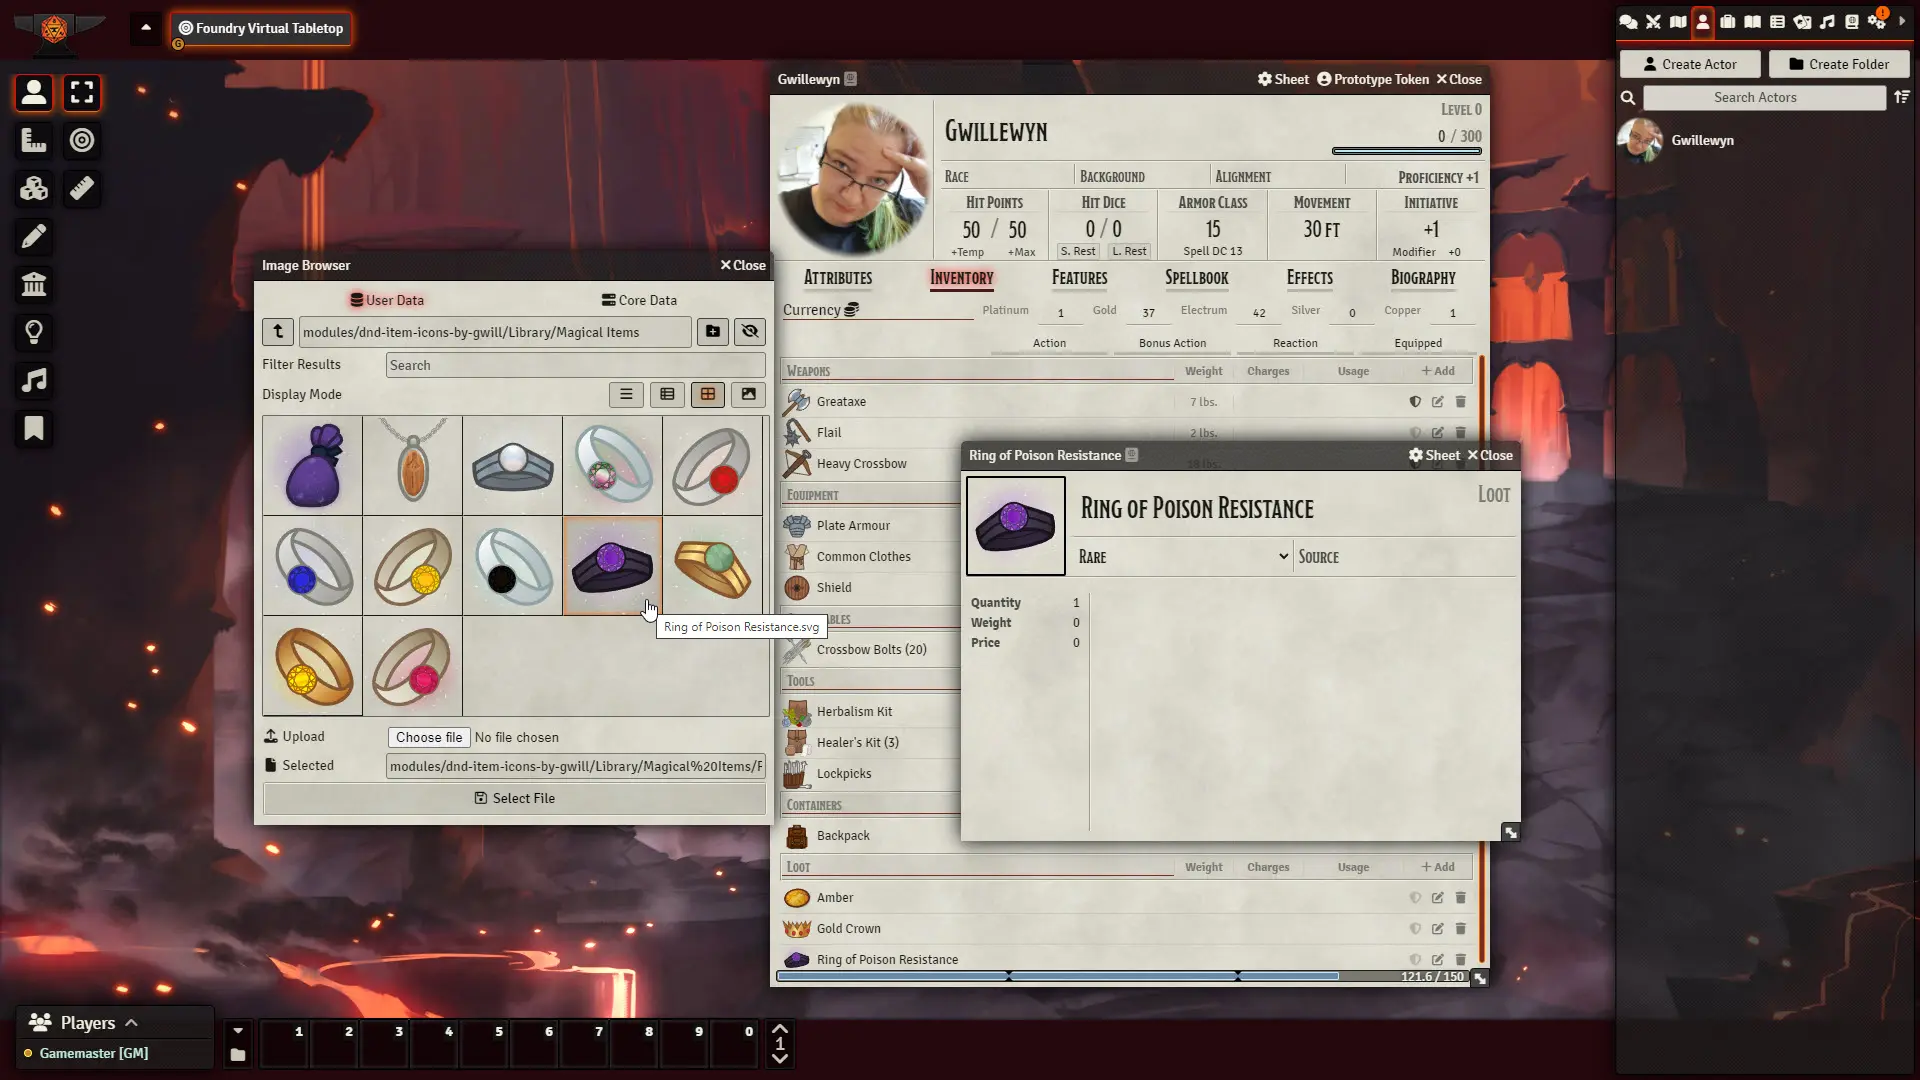 Foundry Virtual Tabletop
G
Create Actor
Create Folder
Search Actors
Gwillewyn
Gwillewyn
Sheet
Prototype Token
Close
Gwillewyn
Level 0
0 / 300
Race
Background
Alignment
Proficiency +1
Hit Points
Hit Dice
Armor Class
Movement
Initiative
50 / 50
0 / 0
15
30 ft
+1
+Temp
+Max
S. Rest
L. Rest
Spell DC 13
Modifier +0
Attributes
Inventory
Features
Spellbook
Effects
Biography
Currency
Platinum 1
Gold 37
Electrum 42
Silver 0
Copper 1
Action
Bonus Action
Reaction
Equipped
Weapons
Weight
Charges
Usage
+ Add
Greataxe
7 lbs.
Flail
2 lbs.
Heavy Crossbow
Equipment
Plate Armour
Common Clothes
Shield
Crossbow Bolts (20)
Tools
Herbalism Kit
Healer's Kit (3)
Lockpicks
Containers
Backpack
Loot
Weight
Charges
Usage
+ Add
Amber
Gold Crown
Ring of Poison Resistance
121.6 / 150
Image Browser
Close
User Data
Core Data
modules/dnd-item-icons-by-gwill/Library/Magical Items
Filter Results
Search
Display Mode
Ring of Poison Resistance.svg
Upload
Choose file
No file chosen
Selected
modules/dnd-item-icons-by-gwill/Library/Magical%20Items/
Select File
Ring of Poison Resistance
Sheet
Close
Ring of Poison Resistance
Loot
Rare
Source
Quantity 1
Weight 0
Price 0
Players
Gamemaster [GM]
1
2
3
4
5
6
7
8
9
0
1